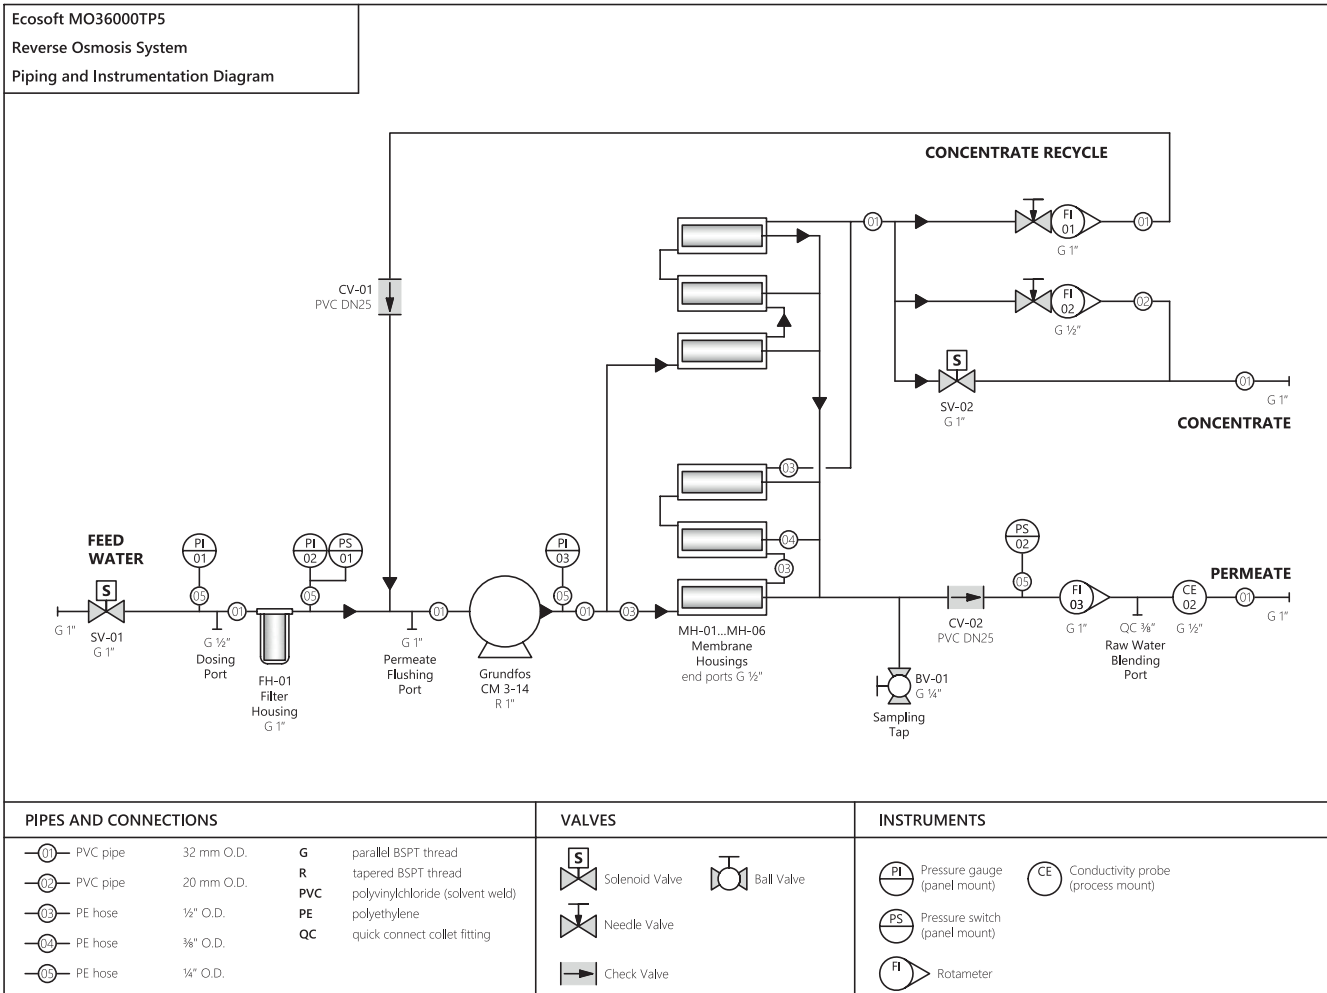 Ecosoft MO36000TP5
Reverse Osmosis System
Piping and Instrumentation Diagram
CONCENTRATE RECYCLE
01
FI
01
01
G 1"
CV-01
PVC DN25
FI
02
02
G ½"
S
SV-02
G 1"
01
G 1"
CONCENTRATE
03
04
03
FEED
WATER
S
G 1"
SV-01
G 1"
PI
01
05
01
G ½"
Dosing
Port
PI
02
PS
01
05
FH-01
Filter
Housing
G 1"
01
G 1"
Permeate
Flushing
Port
Grundfos
CM 3-14
R 1"
PI
03
05
01
03
MH-01...MH-06
Membrane
Housings
end ports G ½"
BV-01
G ¼"
Sampling
Tap
CV-02
PVC DN25
PS
02
05
FI
03
G 1"
QC ⅜"
Raw Water
Blending
Port
PERMEATE
CE
02
G ½"
01
G 1"
PIPES AND CONNECTIONS
01 PVC pipe 32 mm O.D.
02 PVC pipe 20 mm O.D.
03 PE hose ½" O.D.
04 PE hose ⅜" O.D.
05 PE hose ¼" O.D.
G parallel BSPT thread
R tapered BSPT thread
PVC polyvinylchloride (solvent weld)
PE polyethylene
QC quick connect collet fitting
VALVES
S
Solenoid Valve
Ball Valve
Needle Valve
Check Valve
INSTRUMENTS
PI
Pressure gauge
(panel mount)
CE
Conductivity probe
(process mount)
PS
Pressure switch
(panel mount)
FI
Rotameter